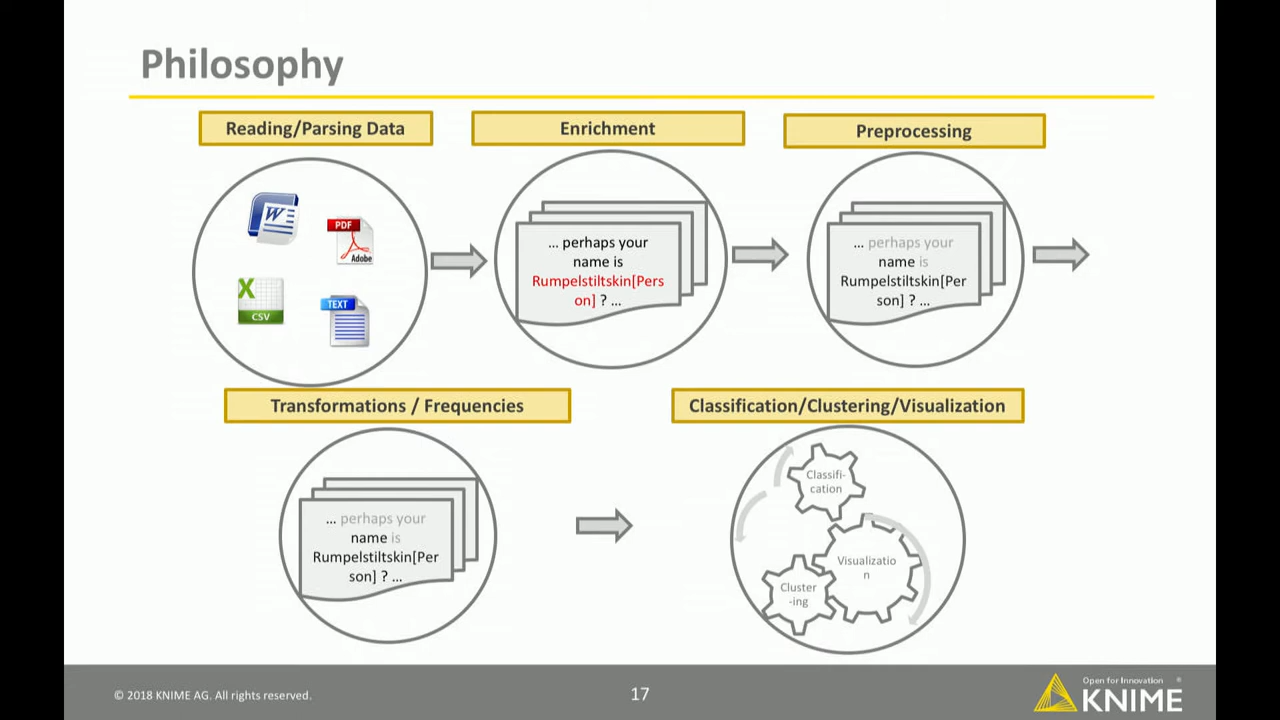 Philosophy
Reading/Parsing Data
Enrichment
Preprocessing
W
PDF
Adobe
X
CSV
TEXT
... perhaps your
name is
Rumpelstiltskin[Pers
on] ? ...
... perhaps your
name is
Rumpelstiltskin[Per
son] ? ...
Transformations / Frequencies
Classification/Clustering/Visualization
... perhaps your
name is
Rumpelstiltskin[Per
son] ? ...
Classifi-
cation
Visualizatio
n
Cluster
-ing
© 2018 KNIME AG. All rights reserved.
17
Open for Innovation ®
KNIME